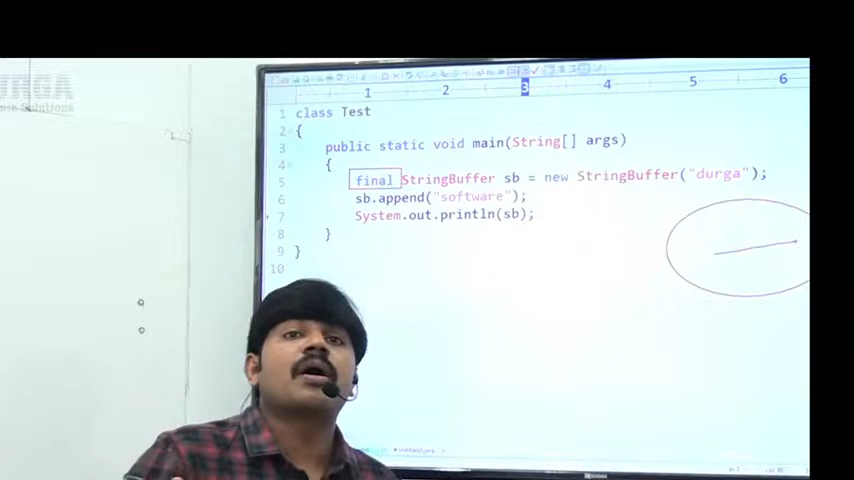 Solutions
1 2 3 4 5 6
1 class Test
2 {
3 public static void main(String[] args)
4 {
5 final StringBuffer sb = new StringBuffer("durga");
6 sb.append("software");
7 System.out.println(sb);
8 }
9 }
10